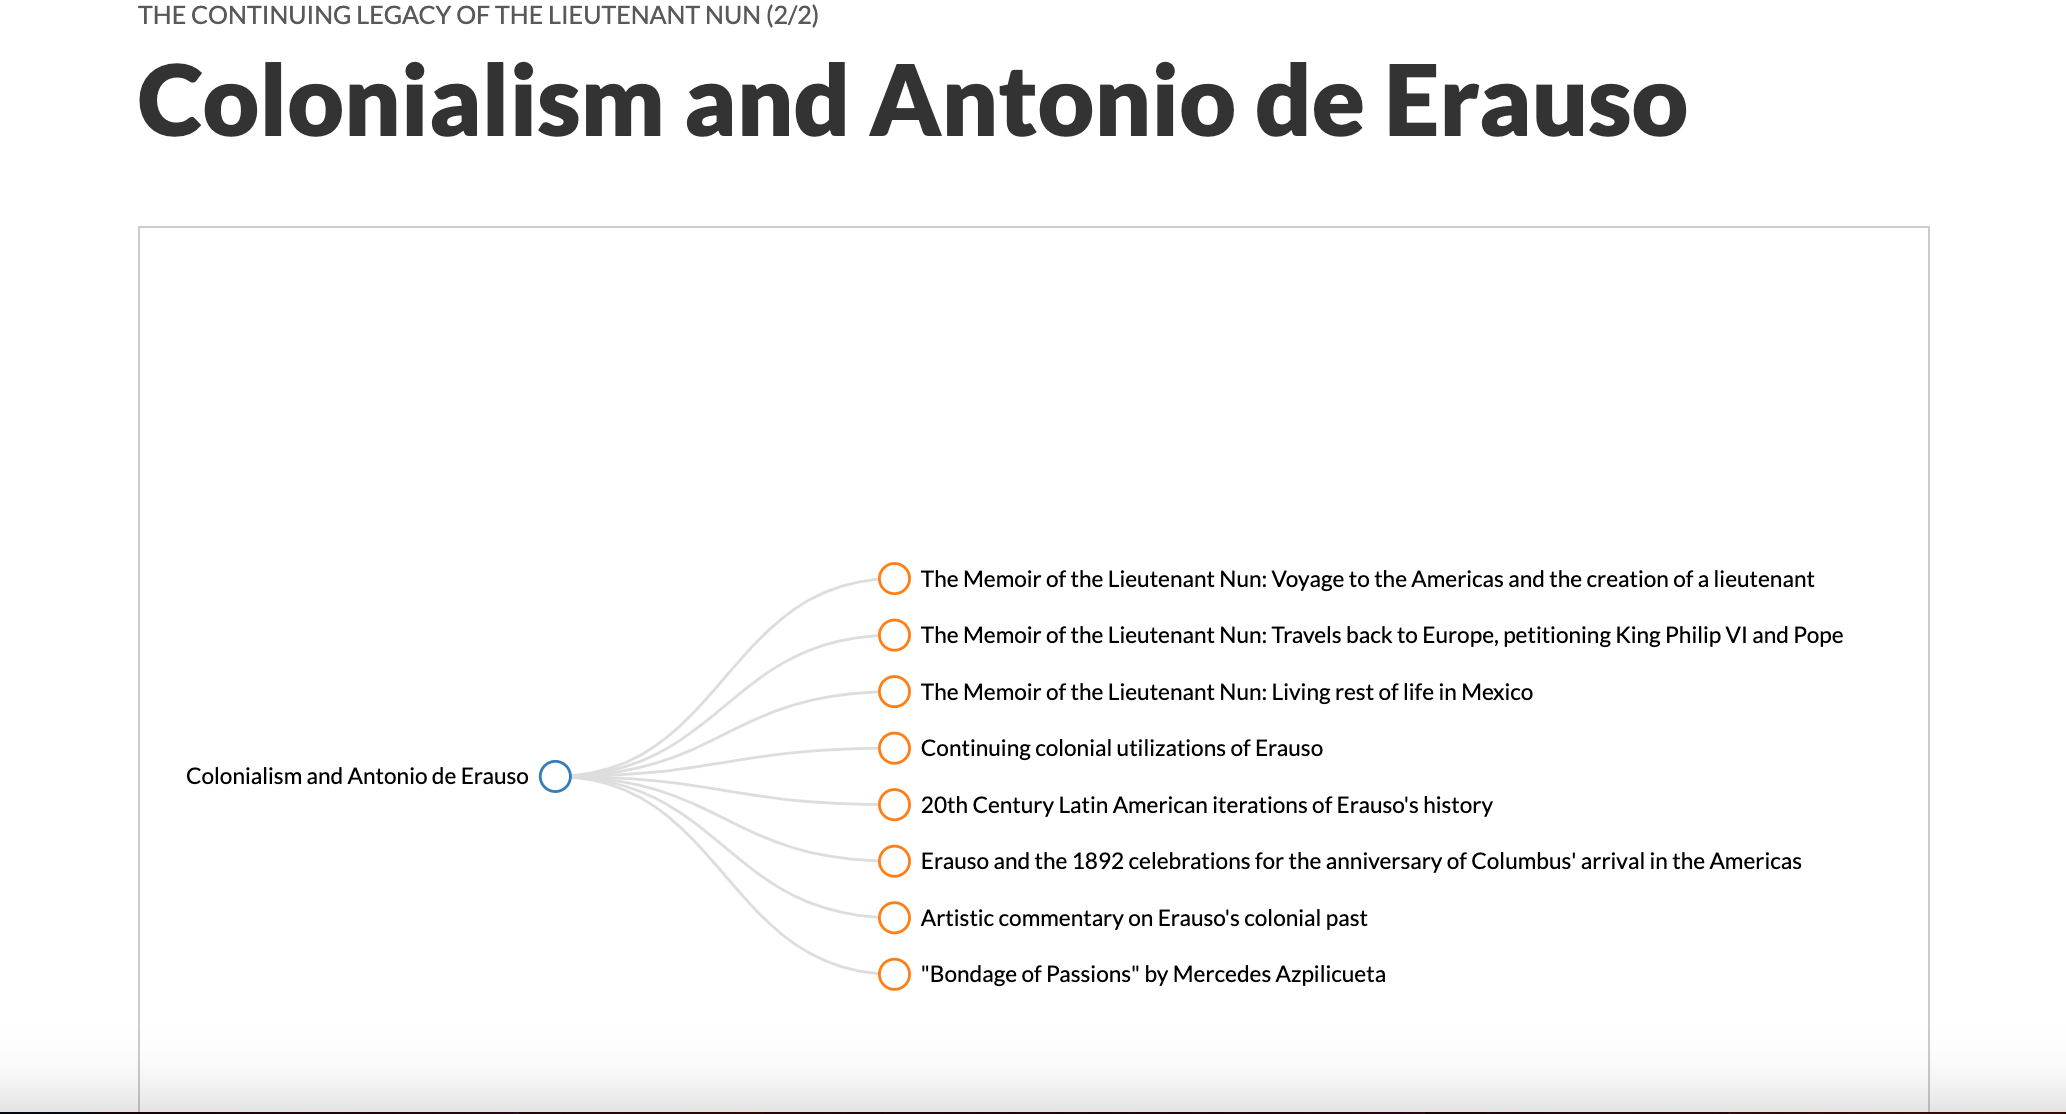 THE CONTINUING LEGACY OF THE LIEUTENANT NUN (2/2)
Colonialism and Antonio de Erauso
The Memoir of the Lieutenant Nun: Voyage to the Americas and the creation of a lieutenant
The Memoir of the Lieutenant Nun: Travels back to Europe, petitioning King Philip VI and Pope
The Memoir of the Lieutenant Nun: Living rest of life in Mexico
Continuing colonial utilizations of Erauso
Colonialism and Antonio de Erauso
20th Century Latin American iterations of Erauso's history
Erauso and the 1892 celebrations for the anniversary of Columbus' arrival in the Americas
Artistic commentary on Erauso's colonial past
"Bondage of Passions" by Mercedes Azpilicueta